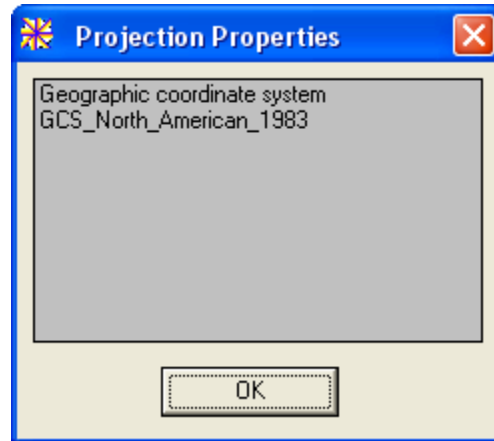 Projection Properties
Geographic coordinate system
GCS_North_American_1983
OK